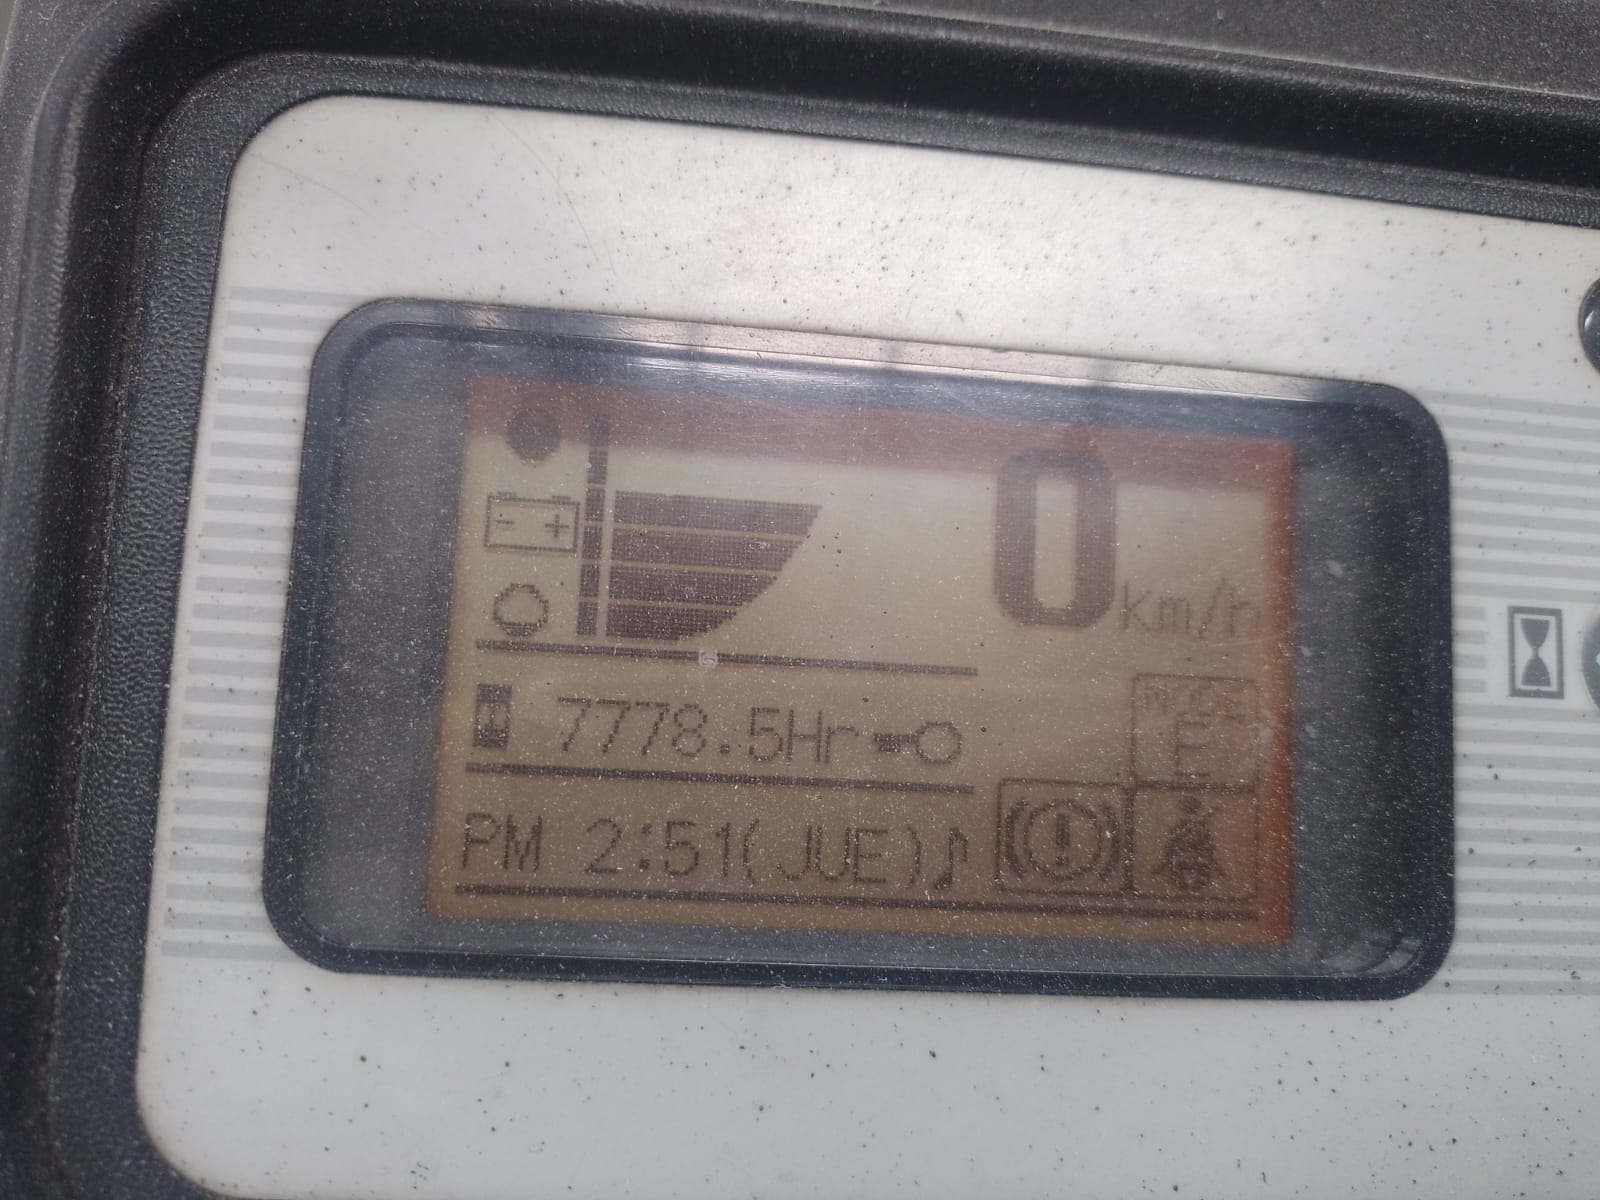 0 km/h
7778.5Hr
MODE
E
PM 2:51(JUE)